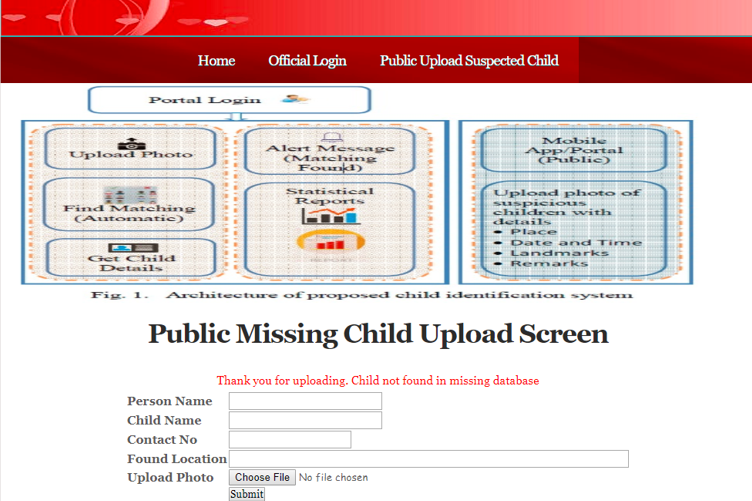 Home Official Login Public Upload Suspected Child
Portal Login
Upload Photo
Find Matching
(Automatic)
Get Child
Details
Alert Message
(Matching
Found)
Statistical
Reports
Mobile
App/Portal
(Public)
Upload photo of
suspicious
children with
details
• Place
• Date and Time
• Landmarks
• Remarks
Fig. 1. Architecture of proposed child identification system
Public Missing Child Upload Screen
Thank you for uploading. Child not found in missing database
Person Name
Child Name
Contact No
Found Location
Upload Photo Choose File No file chosen
Submit